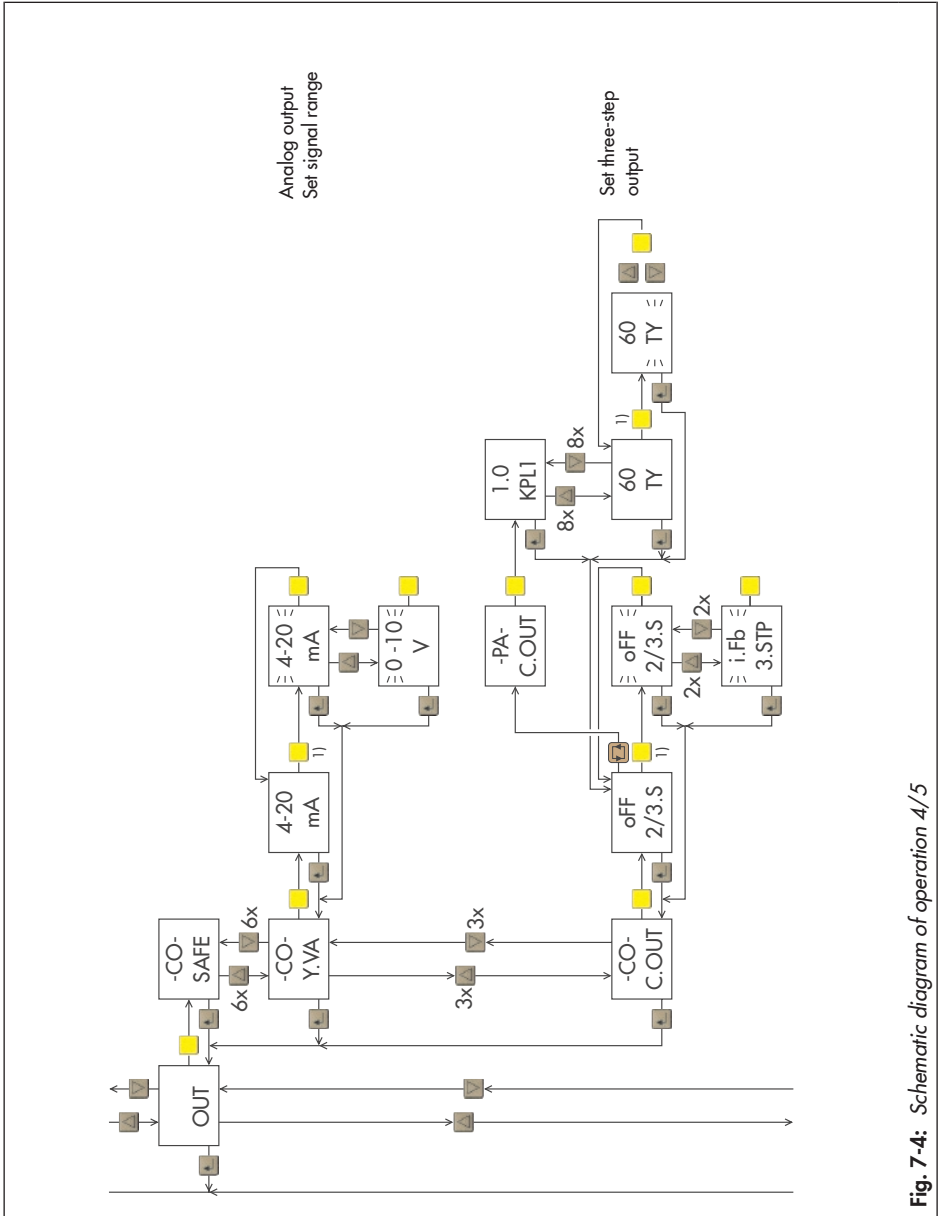 Analog output
Set signal range
Set three-step
output
OUT
-CO-
SAFE
6x
6x
-CO-
Y.VA
4-20
mA
1)
4-20
mA
0 -10
V
3x
3x
-CO-
C.OUT
oFF
2/3.S
1)
oFF
2/3.S
2x
2x
i.Fb
3.STP
-PA-
C.OUT
1.0
KPL1
8x
8x
60
TY
1)
60
TY
Fig. 7-4: Schematic diagram of operation 4/5